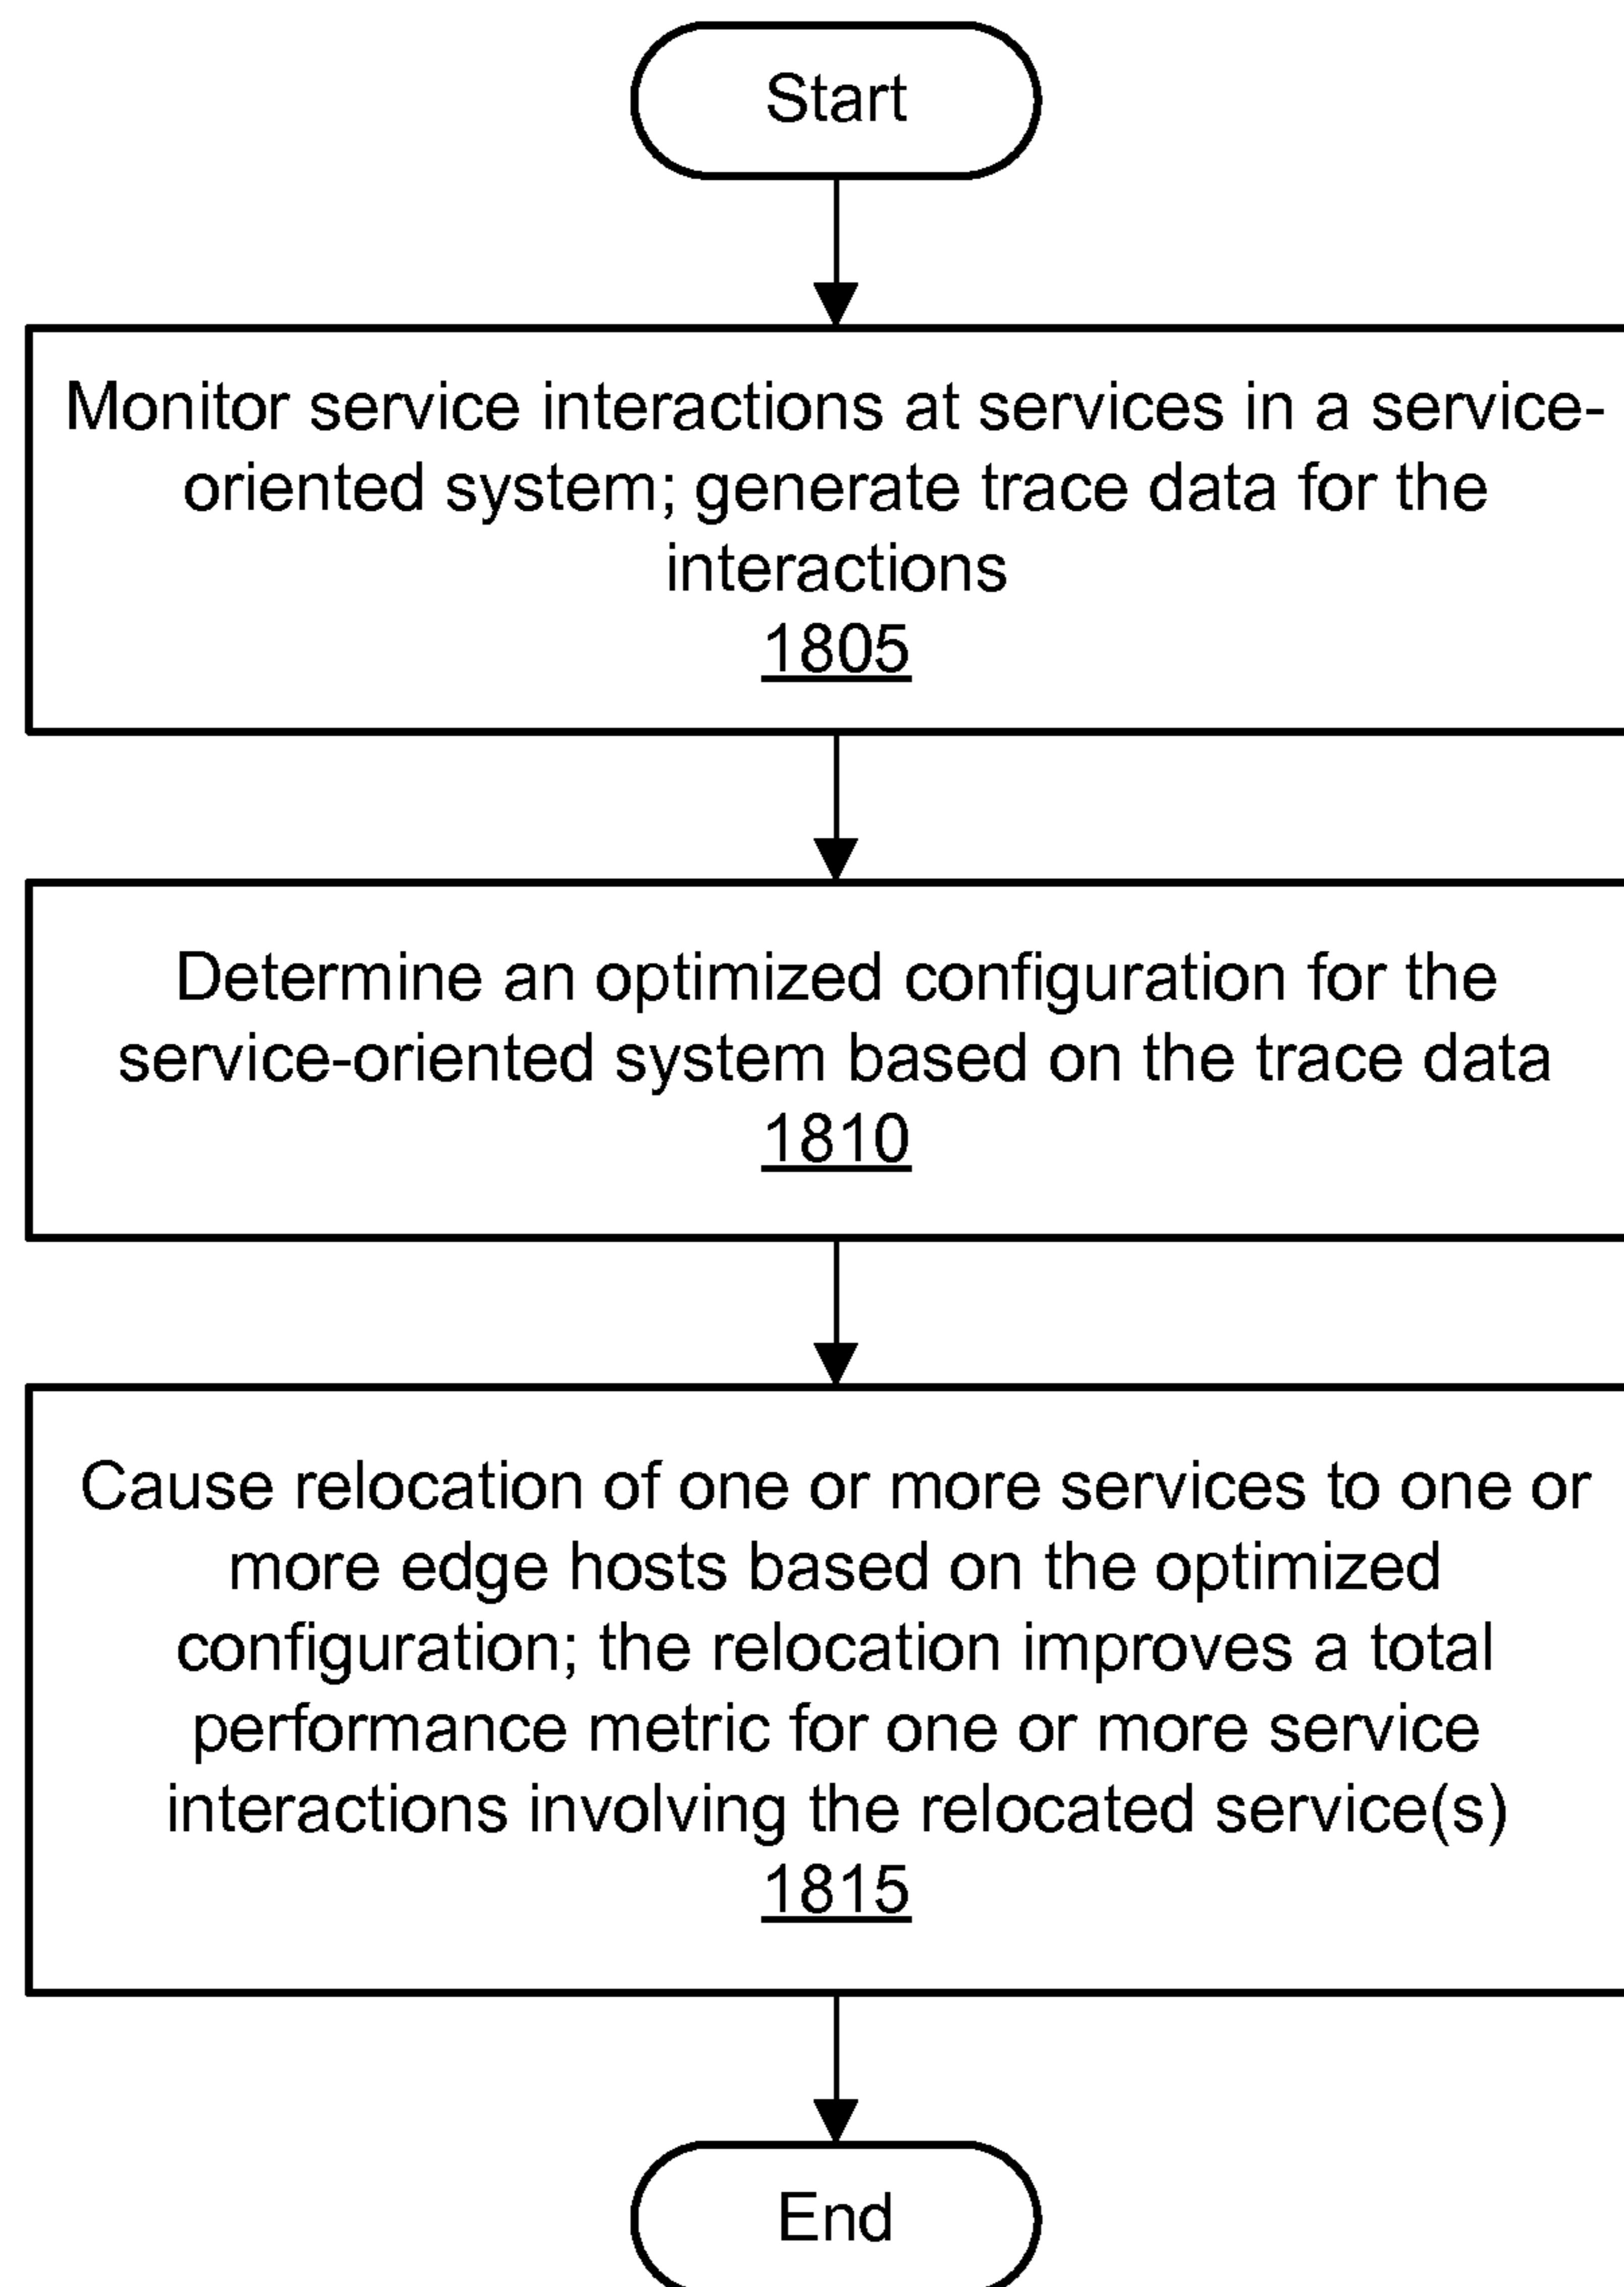 Start
Monitor service interactions at services in a service-
oriented system; generate trace data for the
interactions
1805
Determine an optimized configuration for the
service-oriented system based on the trace data
1810
Cause relocation of one or more services to one or
more edge hosts based on the optimized
configuration; the relocation improves a total
performance metric for one or more service
interactions involving the relocated service(s)
1815
End